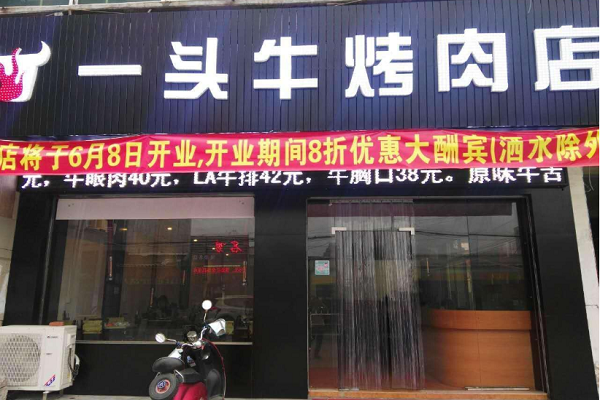 一头牛烤肉店
店将于6月8日开业,开业期间8折优惠大酬宾(酒水除外
元，牛眼肉40元，LA牛排42元，牛胸口38元。原味牛舌